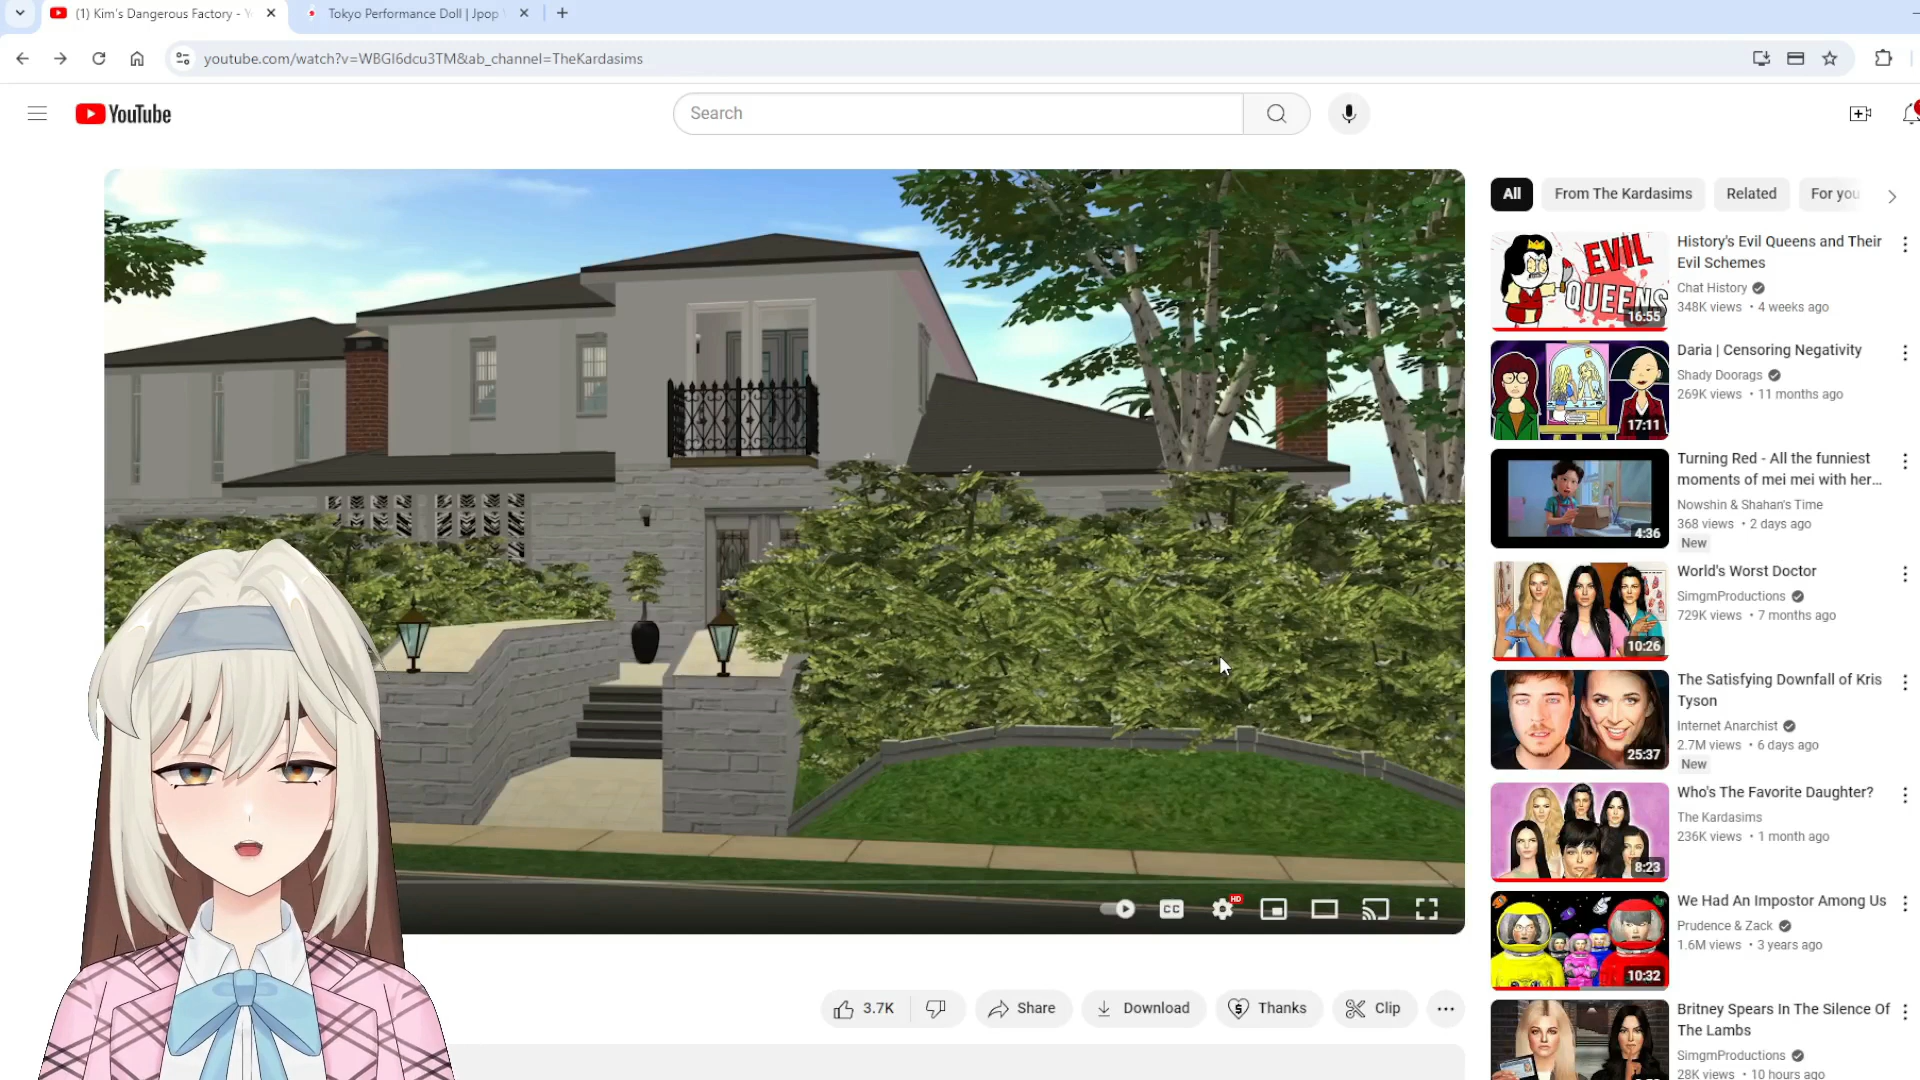 (1) Kim's Dangerous Factory - Y
Tokyo Performance Doll | Jpop
youtube.com/watch?v=WBGI6dcu3TM&ab_channel=TheKardasims
YouTube
Search
All
From The Kardasims
Related
For you
EVIL
QUEENS
16:55
History's Evil Queens and Their
Evil Schemes
Chat History
348K views • 4 weeks ago
17:11
Daria | Censoring Negativity
Shady Doorags
269K views • 11 months ago
4:36
Turning Red - All the funniest
moments of mei mei with her...
Nowshin & Shahan's Time
368 views • 2 days ago
New
10:26
World's Worst Doctor
SimgmProductions
729K views • 7 months ago
25:37
The Satisfying Downfall of Kris
Tyson
Internet Anarchist
2.7M views • 6 days ago
New
8:23
Who's The Favorite Daughter?
The Kardasims
236K views • 1 month ago
10:32
We Had An Impostor Among Us
Prudence & Zack
1.6M views • 3 years ago
Britney Spears In The Silence Of
The Lambs
SimgmProductions
28K views • 10 hours ago
CC
HD
3.7K
Share
Download
Thanks
Clip